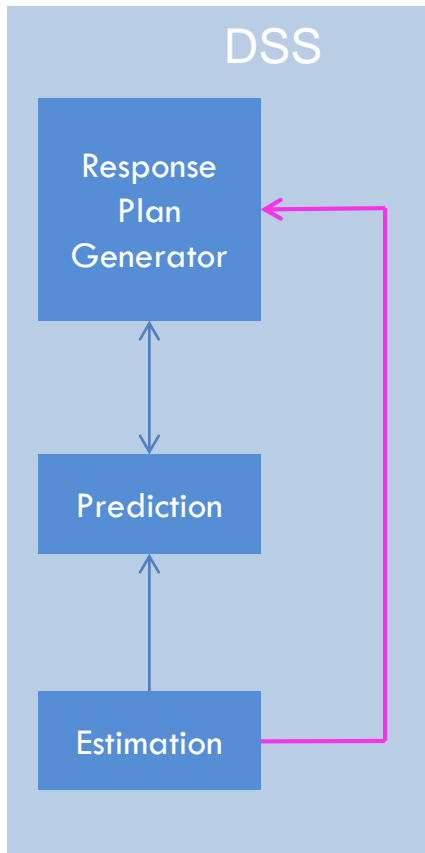 DSS
Response
Plan
Generator
Prediction
Estimation